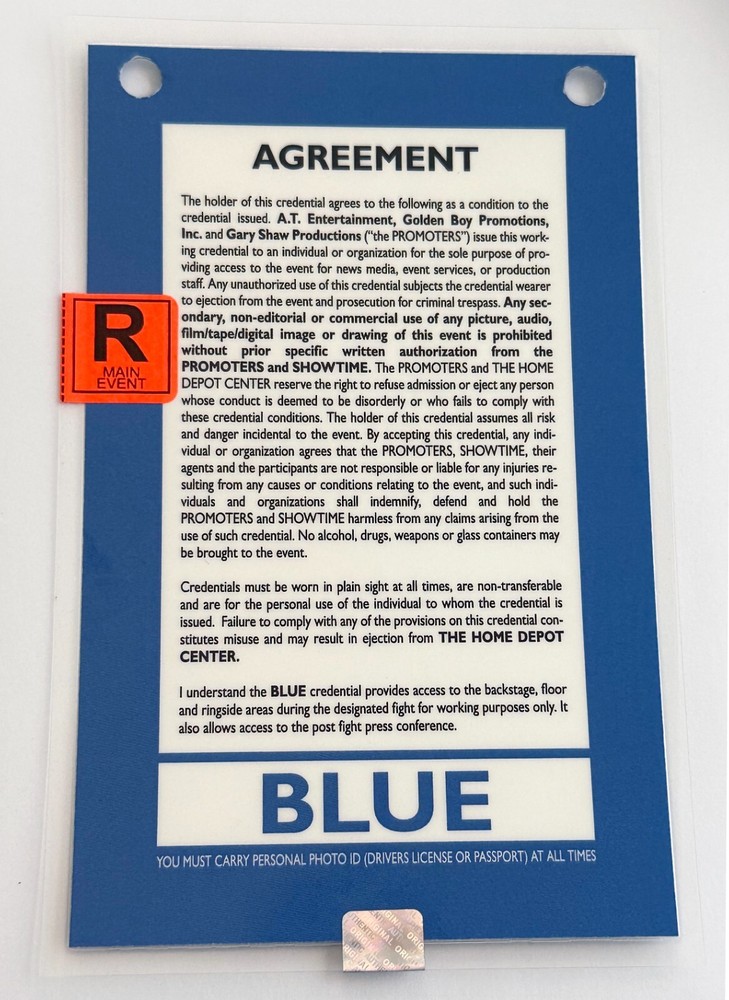 AGREEMENT
The holder of this credential agrees to the following as a condition to the
credential issued. A.T. Entertainment, Golden Boy Promotions,
Inc. and Gary Shaw Productions (“the PROMOTERS”) issue this work-
ing credential to an individual or organization for the sole purpose of pro-
viding access to the event for news media, event services, or production
staff. Any unauthorized use of this credential subjects the credential wearer
to ejection from the event and prosecution for criminal trespass. Any sec-
ondary, non-editorial or commercial use of any picture, audio,
film/tape/digital image or drawing of this event is prohibited
without prior specific written authorization from the
PROMOTERS and SHOWTIME. The PROMOTERS and THE HOME
DEPOT CENTER reserve the right to refuse admission or eject any person
whose conduct is deemed to be disorderly or who fails to comply with
these credential conditions. The holder of this credential assumes all risk
and danger incidental to the event. By accepting this credential, any indi-
vidual or organization agrees that the PROMOTERS, SHOWTIME, their
agents and the participants are not responsible or liable for any injuries re-
sulting from any causes or conditions relating to the event, and such indi-
viduals and organizations shall indemnify, defend and hold the
PROMOTERS and SHOWTIME harmless from any claims arising from the
use of such credential. No alcohol, drugs, weapons or glass containers may
be brought to the event.
Credentials must be worn in plain sight at all times, are non-transferable
and are for the personal use of the individual to whom the credential is
issued. Failure to comply with any of the provisions on this credential con-
stitutes misuse and may result in ejection from THE HOME DEPOT
CENTER.
I understand the BLUE credential provides access to the backstage, floor
and ringside areas during the designated fight for working purposes only. It
also allows access to the post fight press conference.
R
MAIN
EVENT
BLUE
YOU MUST CARRY PERSONAL PHOTO ID (DRIVERS LICENSE OR PASSPORT) AT ALL TIMES